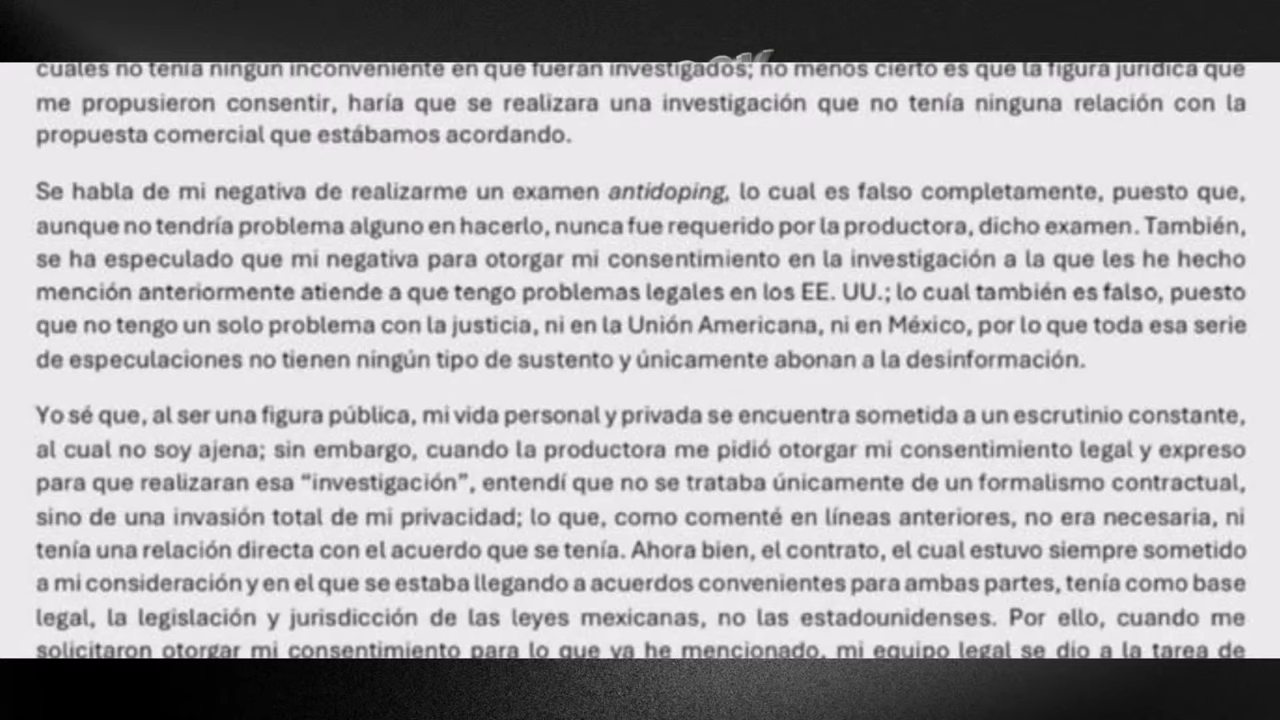 cuales no tenía ningún inconveniente en que fueran investigados; no menos cierto es que la figura jurídica que
me propusieron consentir, haría que se realizara una investigación que no tenía ninguna relación con la
propuesta comercial que estábamos acordando.
Se habla de mi negativa de realizarme un examen antidoping, lo cual es falso completamente, puesto que,
aunque no tendría problema alguno en hacerlo, nunca fue requerido por la productora, dicho examen. También,
se ha especulado que mi negativa para otorgar mi consentimiento en la investigación a la que les he hecho
mención anteriormente atiende a que tengo problemas legales en los EE. UU.; lo cual también es falso, puesto
que no tengo un solo problema con la justicia, ni en la Unión Americana, ni en México, por lo que toda esa serie
de especulaciones no tienen ningún tipo de sustento y únicamente abonan a la desinformación.
Yo sé que, al ser una figura pública, mi vida personal y privada se encuentra sometida a un escrutinio constante,
al cual no soy ajena; sin embargo, cuando la productora me pidió otorgar mi consentimiento legal y expreso
para que realizaran esa “investigación”, entendí que no se trataba únicamente de un formalismo contractual,
sino de una invasión total de mi privacidad; lo que, como comenté en líneas anteriores, no era necesaria, ni
tenía una relación directa con el acuerdo que se tenía. Ahora bien, el contrato, el cual estuvo siempre sometido
a mi consideración y en el que se estaba llegando a acuerdos convenientes para ambas partes, tenía como base
legal, la legislación y jurisdicción de las leyes mexicanas, no las estadounidenses. Por ello, cuando me
solicitaron otorgar mi consentimiento para lo que ya he mencionado, mi equipo legal se dio a la tarea de